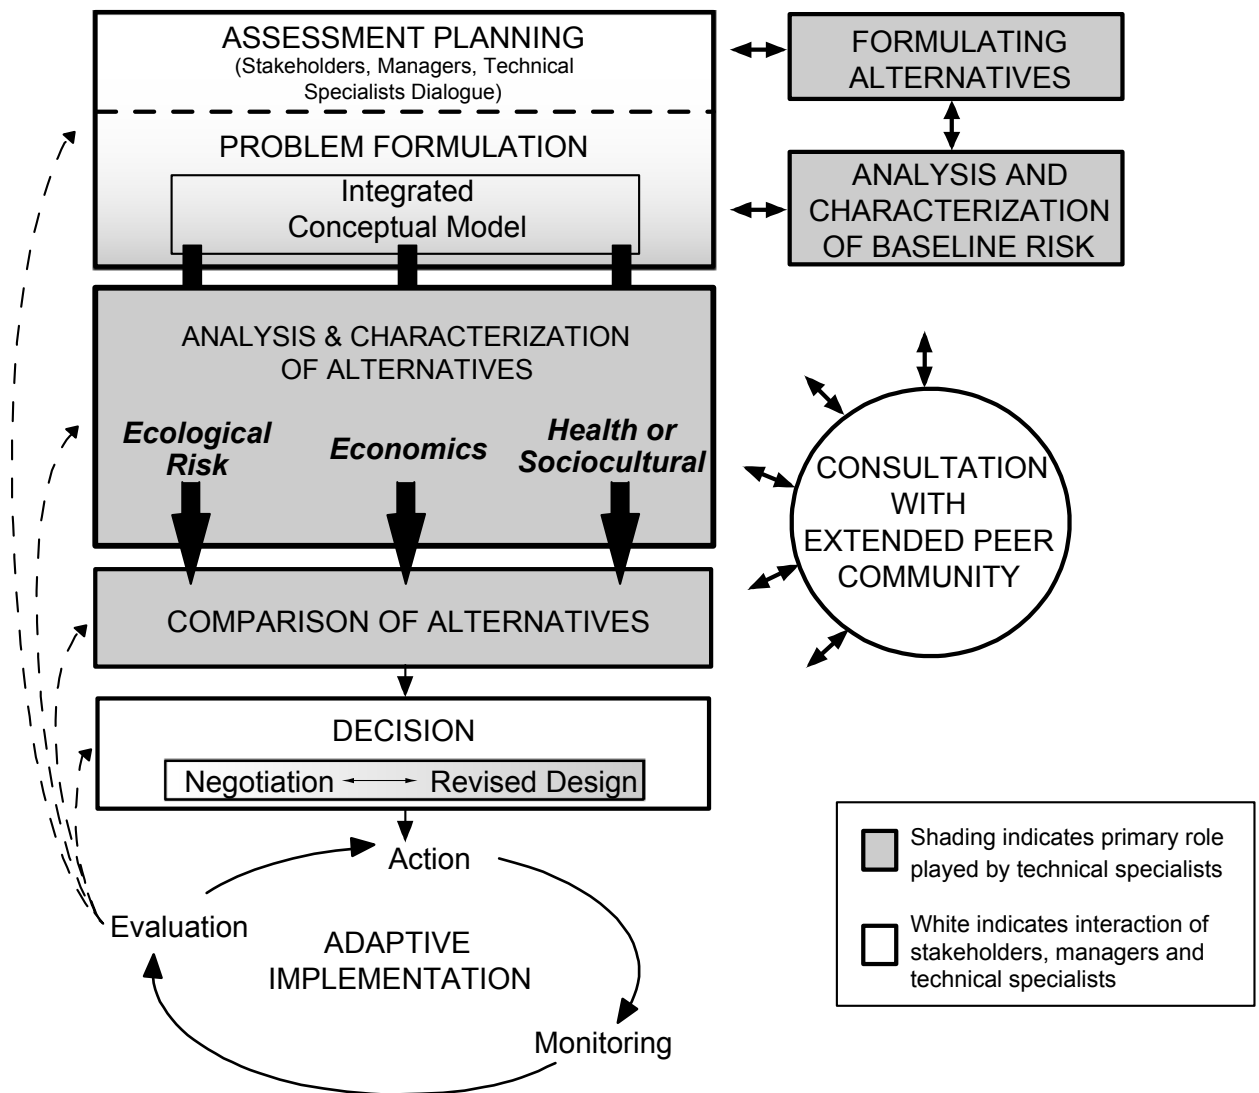 ASSESSMENT PLANNING
(Stakeholders, Managers, Technical
Specialists Dialogue)
PROBLEM FORMULATION
Integrated
Conceptual Model
FORMULATING
ALTERNATIVES
ANALYSIS AND
CHARACTERIZATION
OF BASELINE RISK
ANALYSIS & CHARACTERIZATION
OF ALTERNATIVES
Ecological
Risk
Economics
Health or
Sociocultural
CONSULTATION
WITH
EXTENDED PEER
COMMUNITY
COMPARISON OF ALTERNATIVES
DECISION
Negotiation
Revised Design
Action
Evaluation
ADAPTIVE
IMPLEMENTATION
Monitoring
Shading indicates primary role
played by technical specialists
White indicates interaction of
stakeholders, managers and
technical specialists